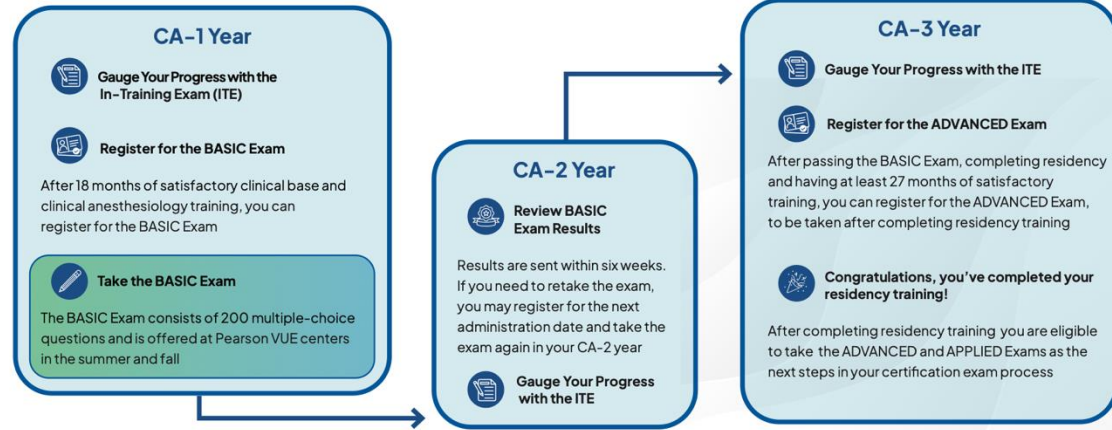 CA-1 Year
Gauge Your Progress with the
In-Training Exam (ITE)
Register for the BASIC Exam
After 18 months of satisfactory clinical base and
clinical anesthesiology training, you can
register for the BASIC Exam
Take the BASIC Exam
The BASIC Exam consists of 200 multiple-choice
questions and is offered at Pearson VUE centers
in the summer and fall
CA-2 Year
Review BASIC
Exam Results
Results are sent within six weeks.
If you need to retake the exam,
you may register for the next
administration date and take the
exam again in your CA-2 year
Gauge Your Progress
with the ITE
CA-3 Year
Gauge Your Progress with the ITE
Register for the ADVANCED Exam
After passing the BASIC Exam, completing residency
and having at least 27 months of satisfactory
training, you can register for the ADVANCED Exam,
to be taken after completing residency training
Congratulations, you've completed your
residency training!
After completing residency training you are eligible
to take the ADVANCED and APPLIED Exams as the
next steps in your certification exam process